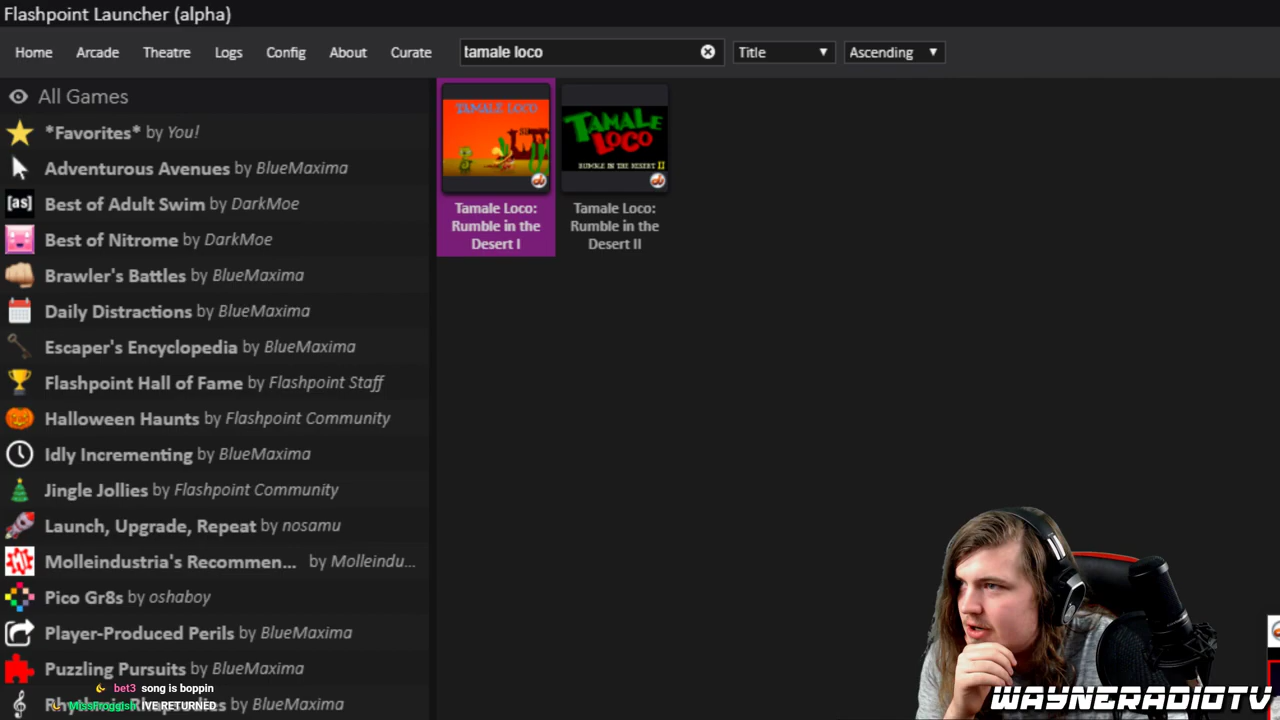 Flashpoint Launcher (alpha)
Home Arcade Theatre Logs Config About Curate tamale loco Title Ascending
All Games
*Favorites* by You!
Adventurous Avenues by BlueMaxima
[as] Best of Adult Swim by DarkMoe
Best of Nitrome by DarkMoe
Brawler's Battles by BlueMaxima
Daily Distractions by BlueMaxima
Escaper's Encyclopedia by BlueMaxima
Flashpoint Hall of Fame by Flashpoint Staff
Halloween Haunts by Flashpoint Community
Idly Incrementing by BlueMaxima
Jingle Jollies by Flashpoint Community
Launch, Upgrade, Repeat by nosamu
Molleindustria's Recommen... by Molleindu...
Pico Gr8s by oshaboy
Player-Produced Perils by BlueMaxima
Puzzling Pursuits by BlueMaxima
by BlueMaxima
bet3 song is boppin
MissFroggish IVE RETURNED
TAMALE LOCO
Tamale Loco:
Rumble in the
Desert I
TAMALE
LOCO
RUMBLE IN THE DESERT II
Tamale Loco:
Rumble in the
Desert II
WAYNERADIOTV